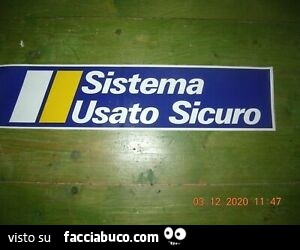 Sistema
Usato Sicuro
03 12 2020 11 47
visto su facciabuco.com